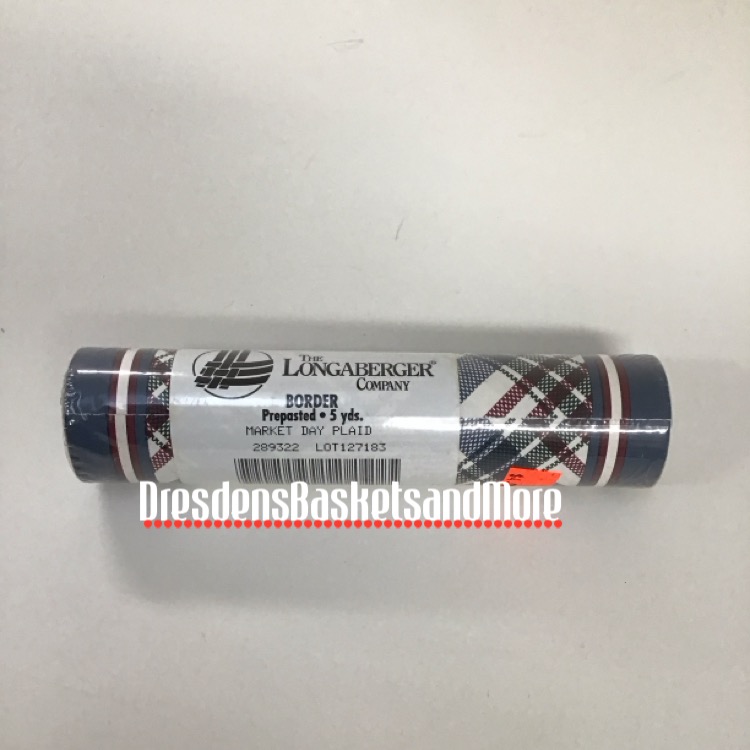 THE
LONGABERGER®
COMPANY
BORDER
Prepasted • 5 yds.
MARKET DAY PLAID
289322 LOT127183
DresdensBasketsandMore